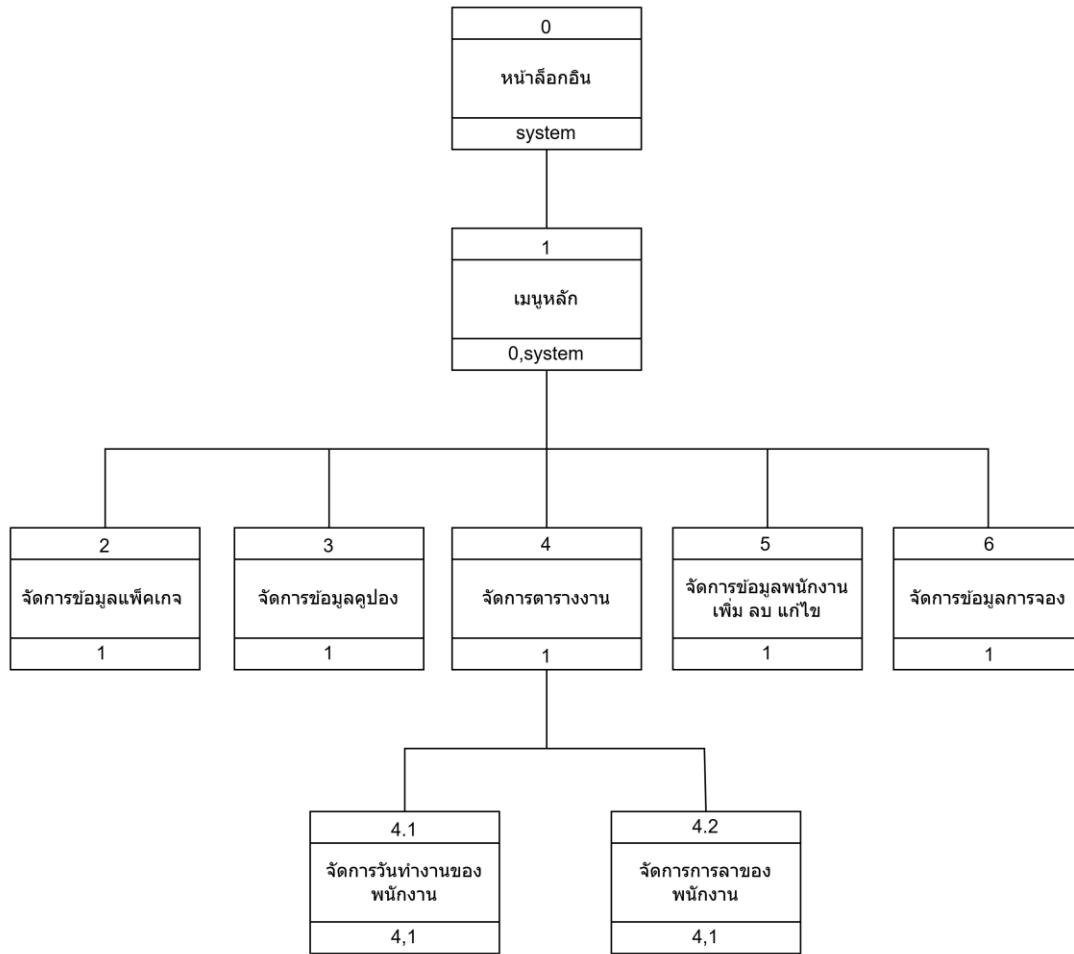 0
หน้าล็อกอิน
system
1
เมนูหลัก
0,system
2
จัดการข้อมูลแพ็คเกจ
1
3
จัดการข้อมูลคูปอง
1
4
จัดการตารางงาน
1
5
จัดการข้อมูลพนักงาน
เพิ่ม ลบ แก้ไข
1
6
จัดการข้อมูลการจอง
1
4.1
จัดการวันทำงานของ
พนักงาน
4,1
4.2
จัดการการลาของ
พนักงาน
4,1